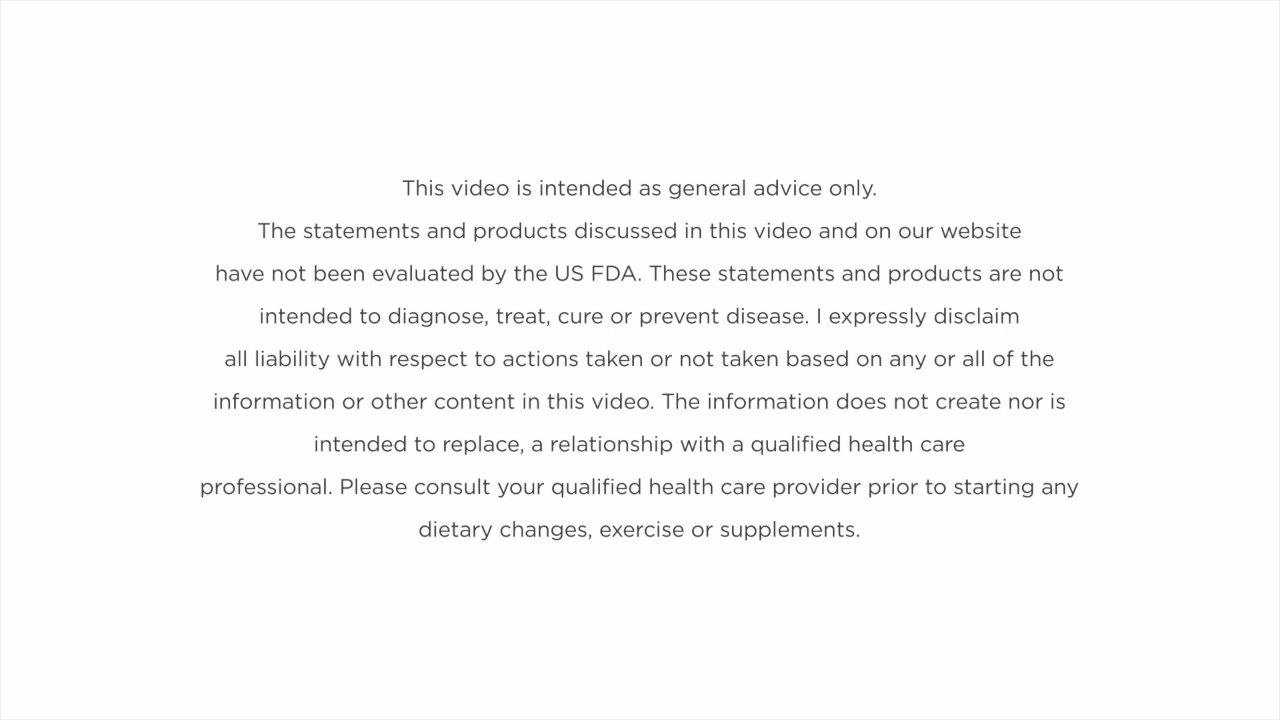 This video is intended as general advice only.
The statements and products discussed in this video and on our website
have not been evaluated by the US FDA. These statements and products are not
intended to diagnose, treat, cure or prevent disease. I expressly disclaim
all liability with respect to actions taken or not taken based on any or all of the
information or other content in this video. The information does not create nor is
intended to replace, a relationship with a qualified health care
professional. Please consult your qualified health care provider prior to starting any
dietary changes, exercise or supplements.